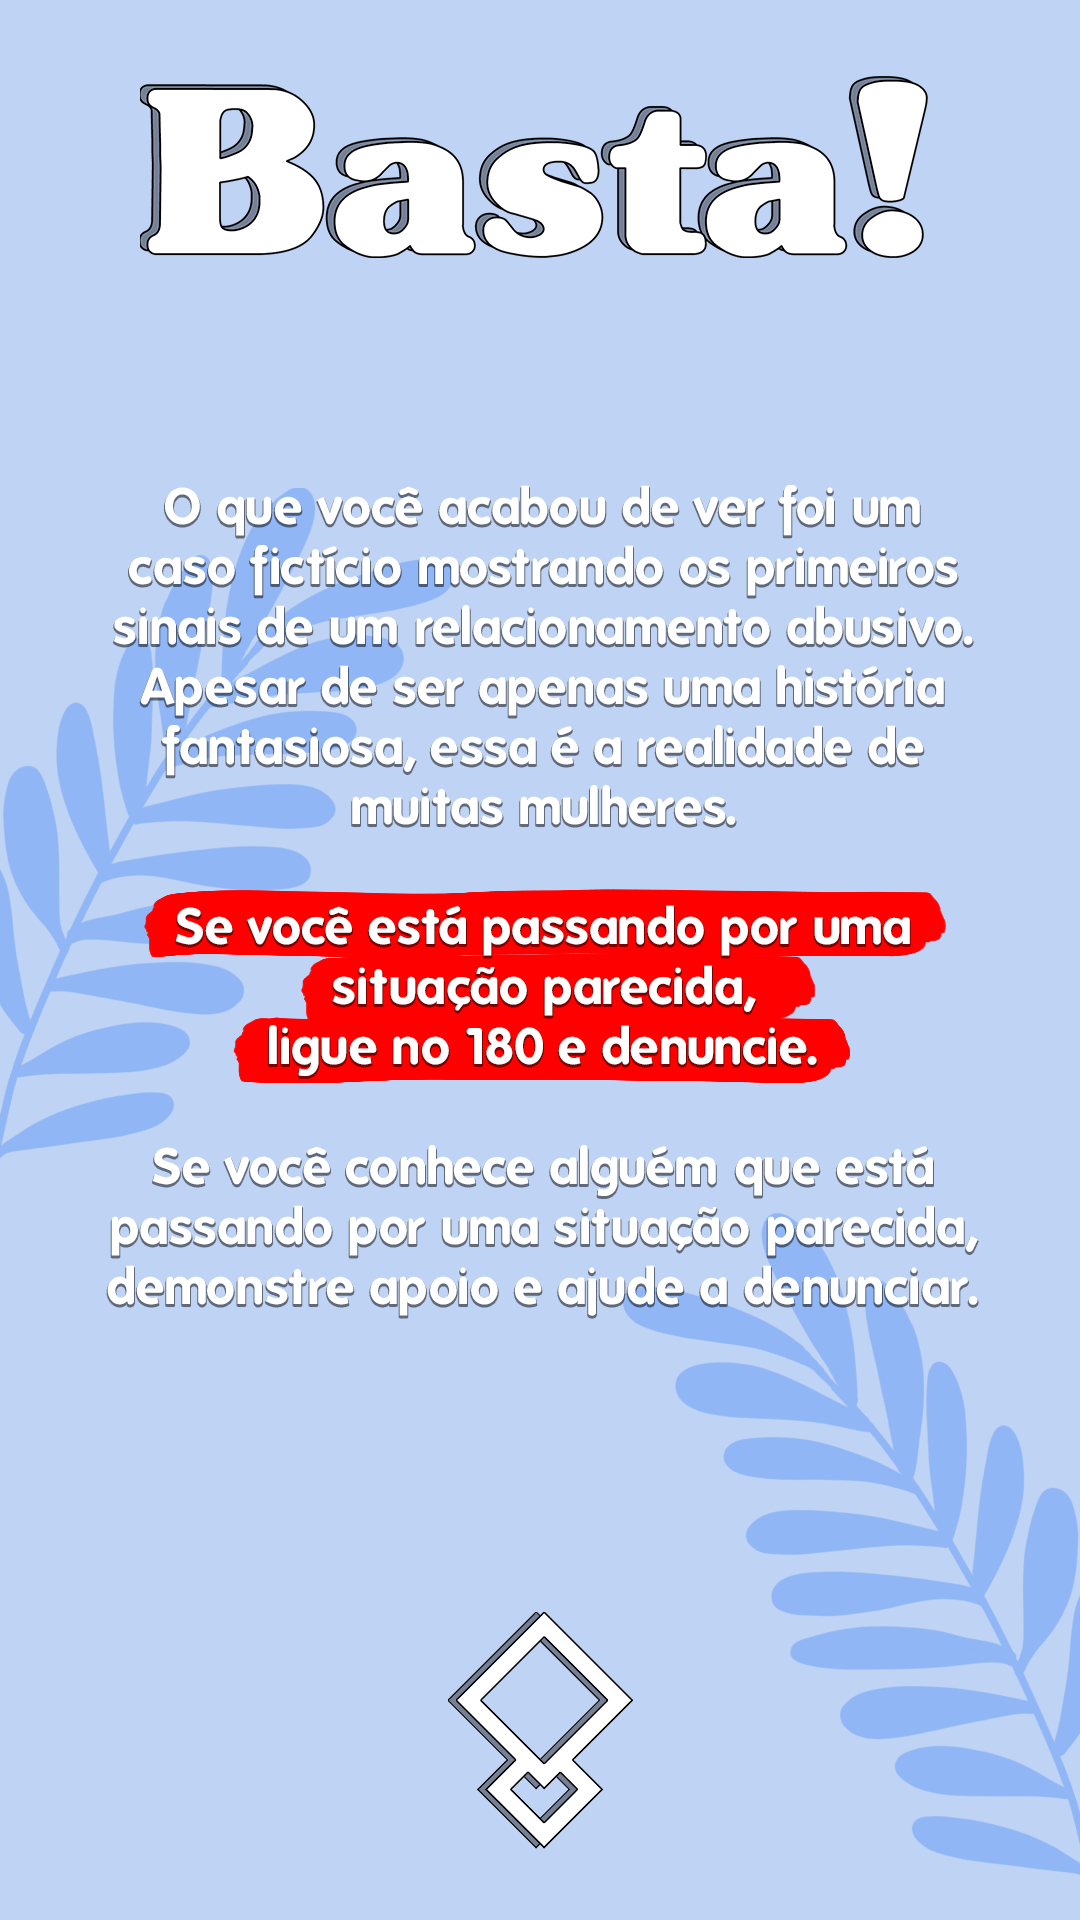 Basta!
O que você acabou de ver foi um
caso fictício mostrando os primeiros
sinais de um relacionamento abusivo.
Apesar de ser apenas uma história
fantasiosa, essa é a realidade de
muitas mulheres.
Se você está passando por uma
situação parecida,
ligue no 180 e denuncie.
Se você conhece alguém que está
passando por uma situação parecida,
demonstre apoio e ajude a denunciar.